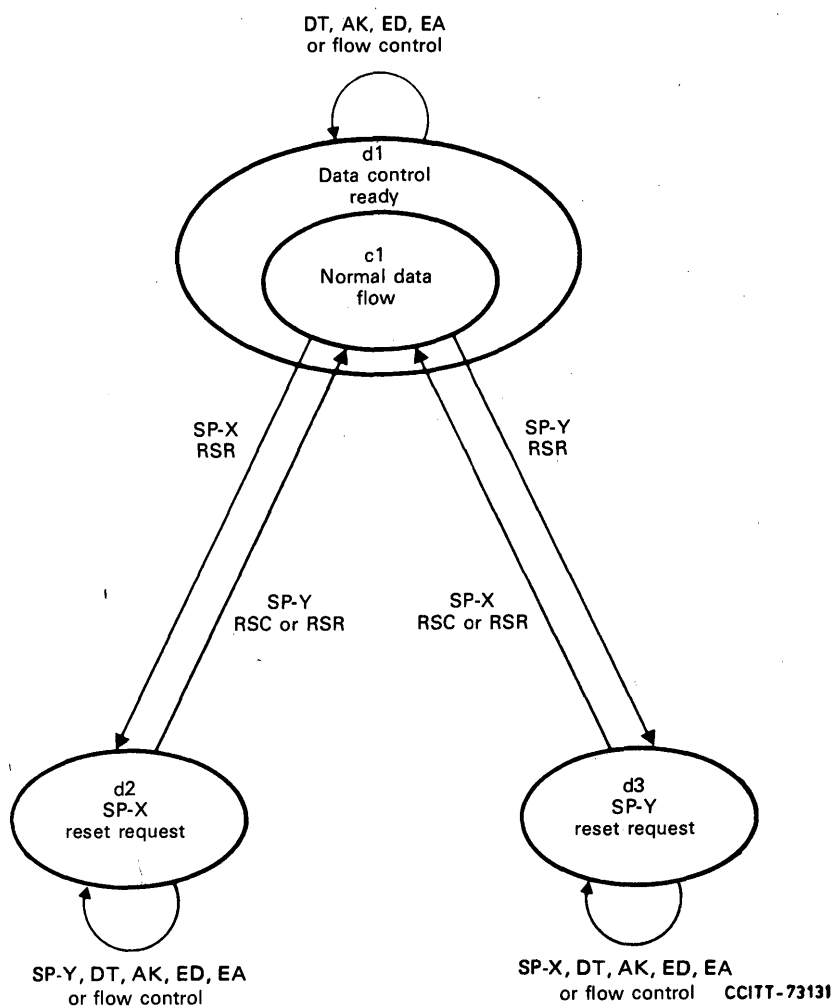 DT, AK, ED, EA
or flow control
d1
Data control
ready
c1
Normal data
flow
SP-X
RSR
SP-Y
RSR
SP-Y
RSC or RSR
SP-X
RSC or RSR
d2
SP-X
reset request
d3
SP-Y
reset request
SP-Y, DT, AK, ED, EA
or flow control
SP-X, DT, AK, ED, EA
or flow control
CCITT-73131